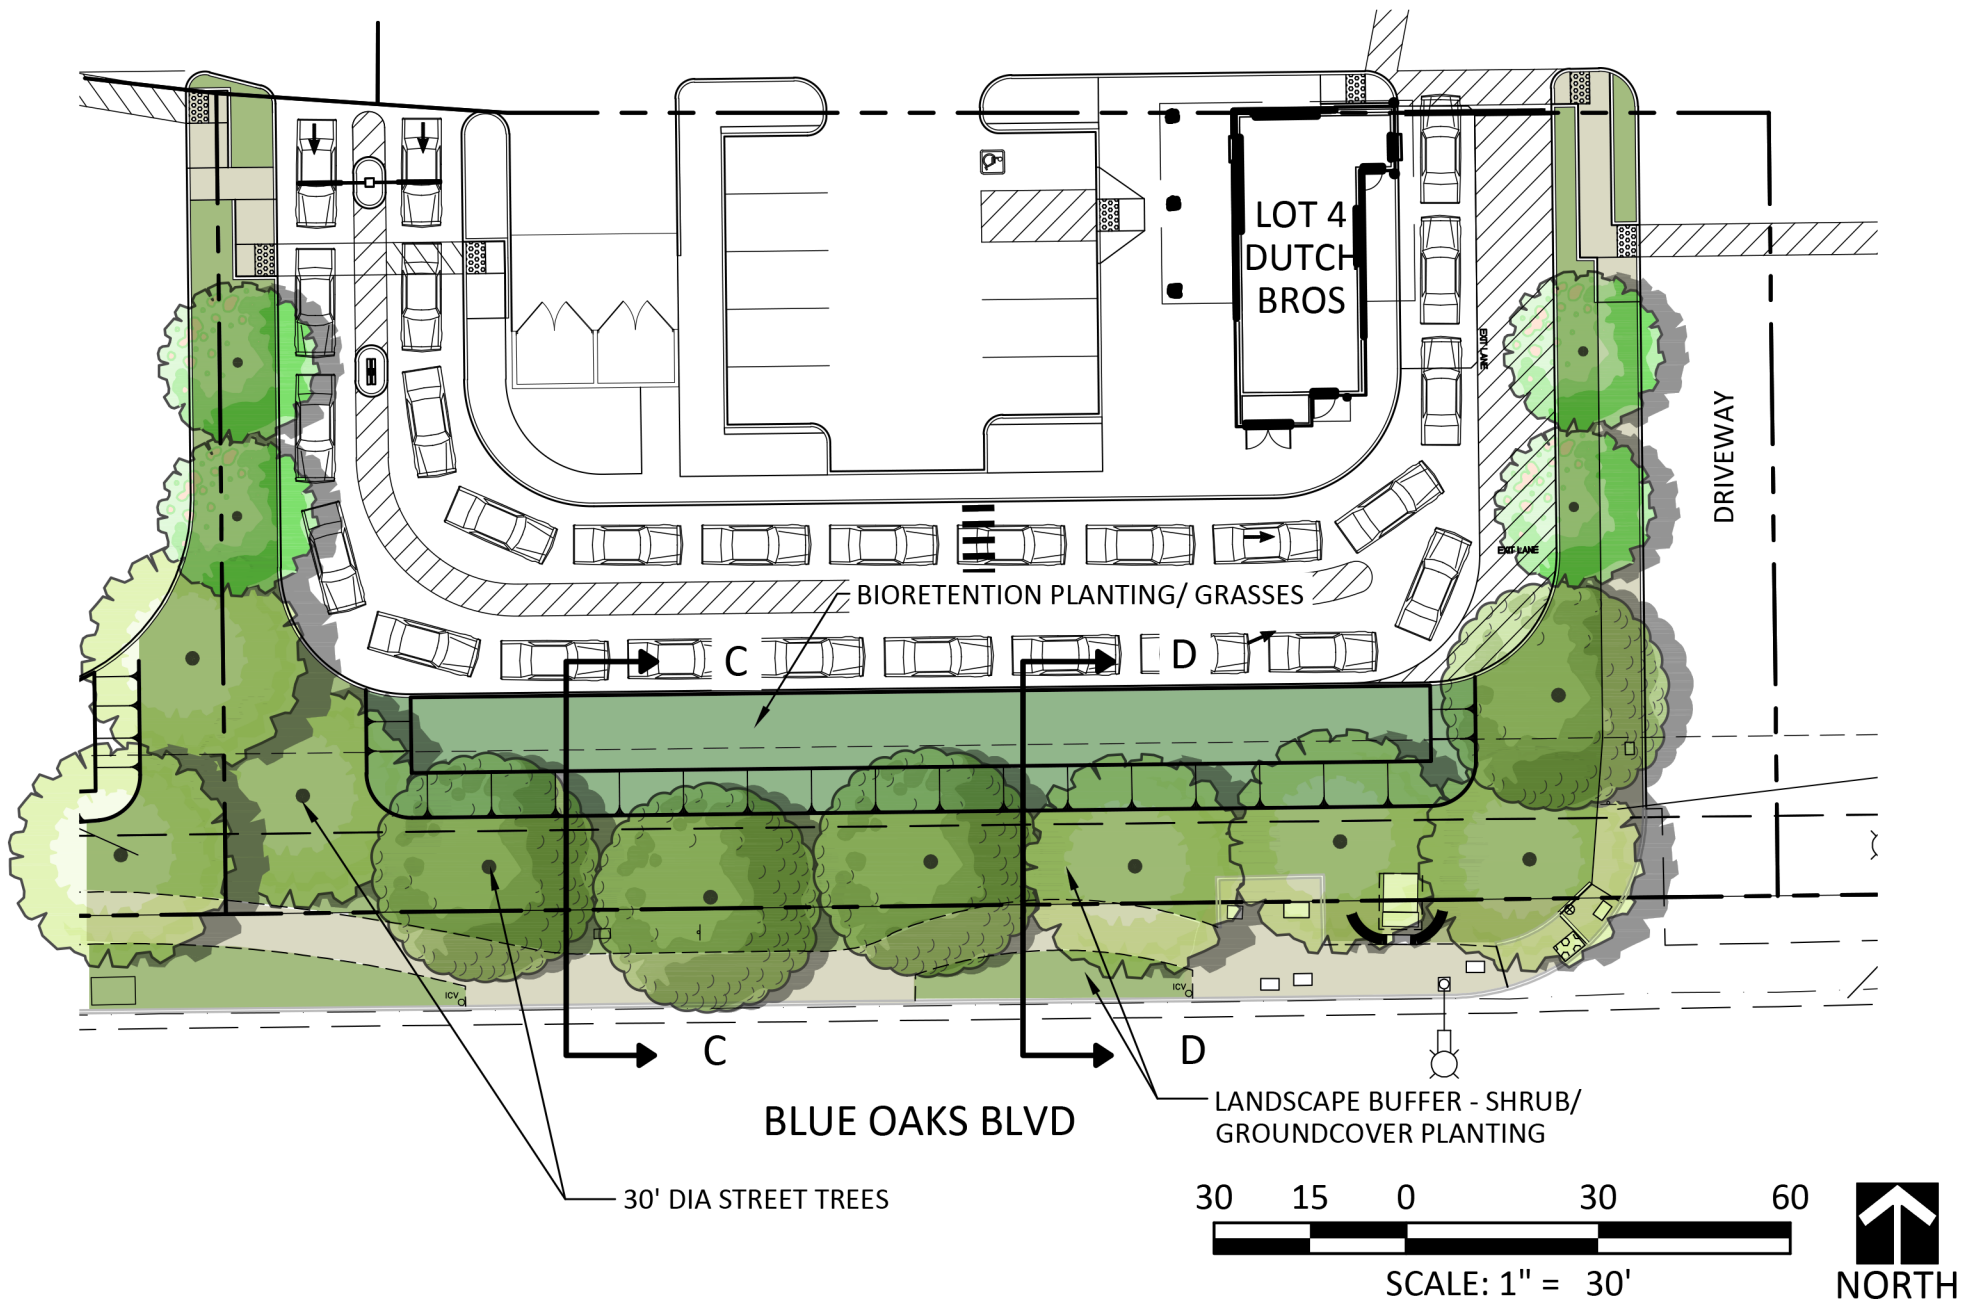 LOT 4
DUTCH
BROS
EXIT LANE
DRIVEWAY
EXIT LANE
BIORETENTION PLANTING/ GRASSES
C
D
ICV
ICV
C
D
BLUE OAKS BLVD
LANDSCAPE BUFFER - SHRUB/
GROUNDCOVER PLANTING
30' DIA STREET TREES
30 15 0 30 60
SCALE: 1" = 30'
NORTH